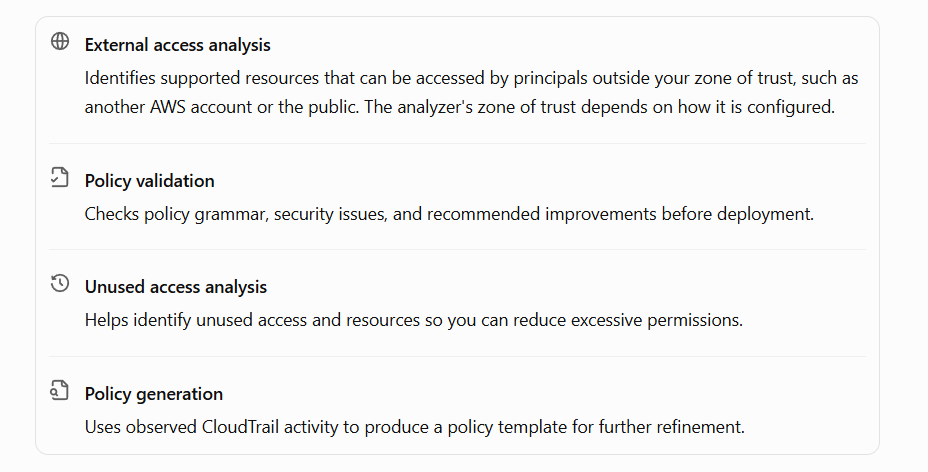 External access analysis
Identifies supported resources that can be accessed by principals outside your zone of trust, such as
another AWS account or the public. The analyzer's zone of trust depends on how it is configured.
Policy validation
Checks policy grammar, security issues, and recommended improvements before deployment.
Unused access analysis
Helps identify unused access and resources so you can reduce excessive permissions.
Policy generation
Uses observed CloudTrail activity to produce a policy template for further refinement.